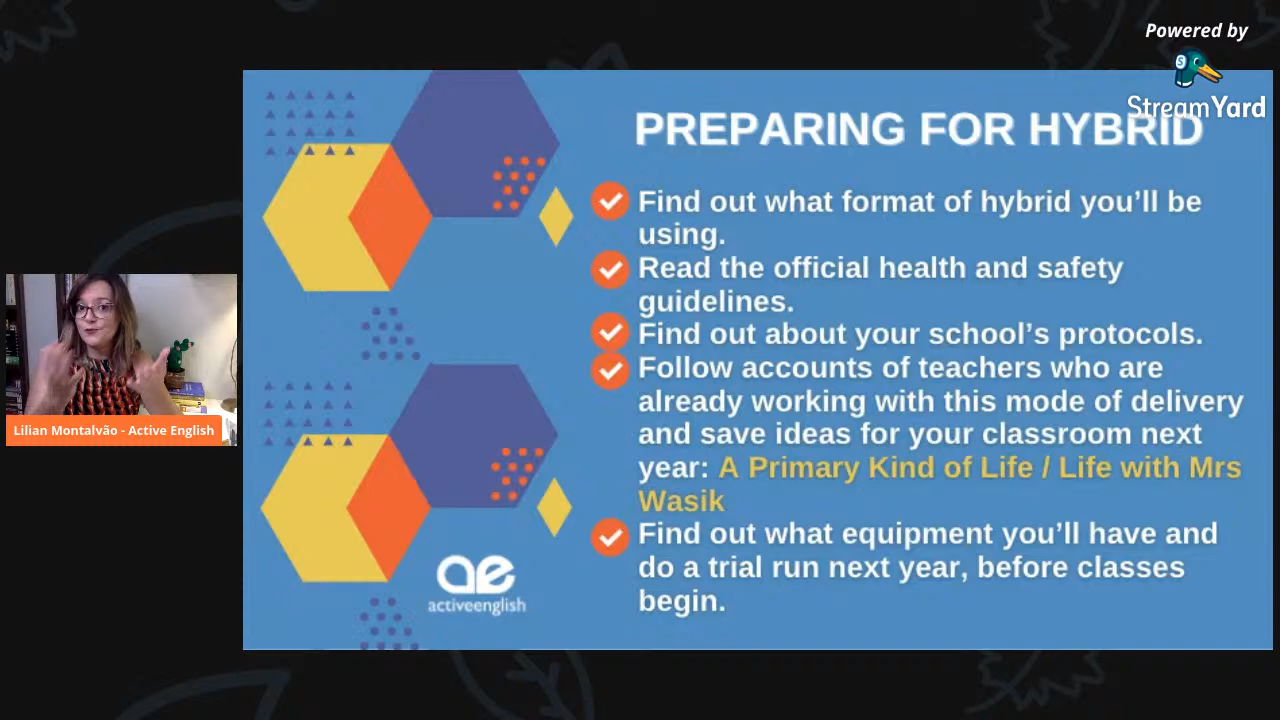 Powered by
StreamYard
PREPARING FOR HYBRID
Find out what format of hybrid you’ll be
using.
Read the official health and safety
guidelines.
Find out about your school’s protocols.
Follow accounts of teachers who are
already working with this mode of delivery
and save ideas for your classroom next
year: A Primary Kind of Life / Life with Mrs
Wasik
Find out what equipment you’ll have and
do a trial run next year, before classes
begin.
ae
activeenglish
Lilian Montalvão - Active English